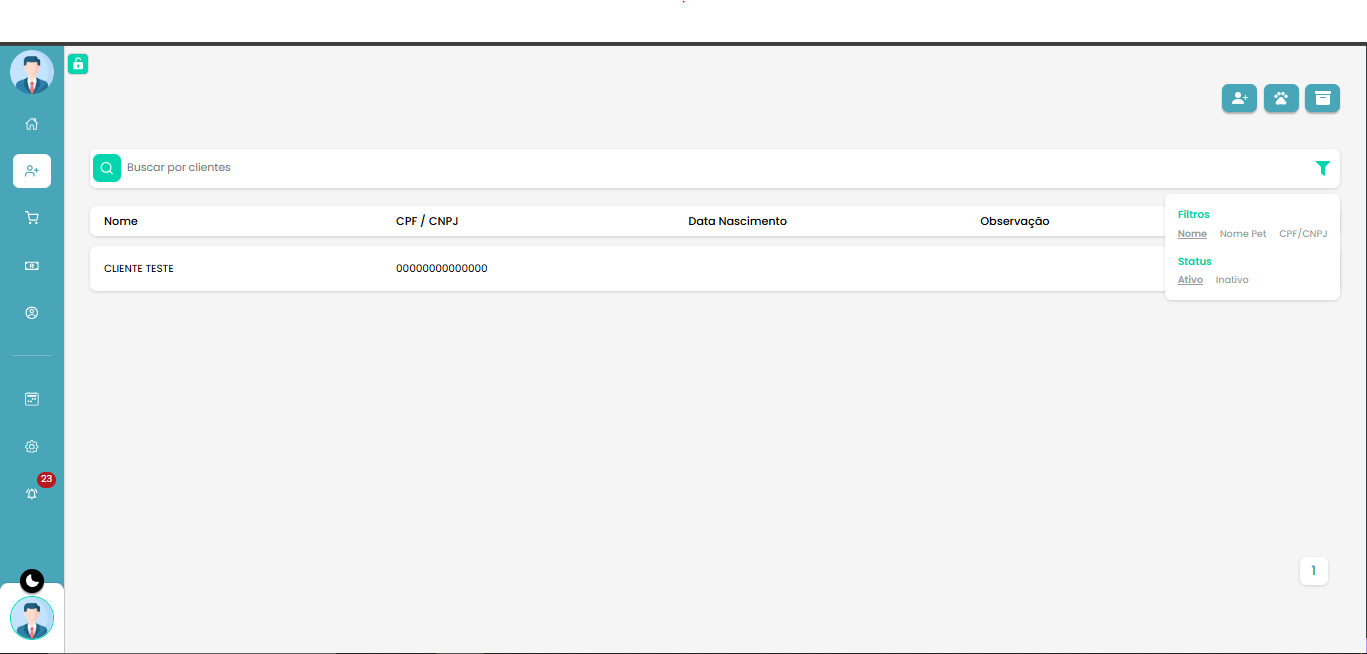 Buscar por clientes
Nome CPF / CNPJ Data Nascimento Observação
Filtros
Nome Nome Pet CPF/CNPJ
Status
Ativo Inativo
CLIENTE TESTE 00000000000000
23
1